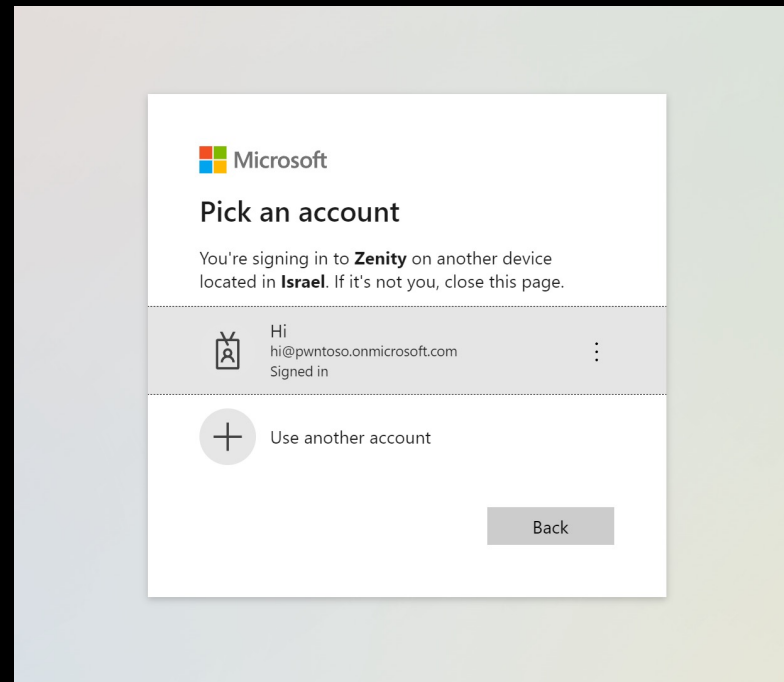 Microsoft
Pick an account
You're signing in to Zenity on another device
located in Israel. If it's not you, close this page.
Hi
hi@pwntoso.onmicrosoft.com
Signed in
Use another account
Back